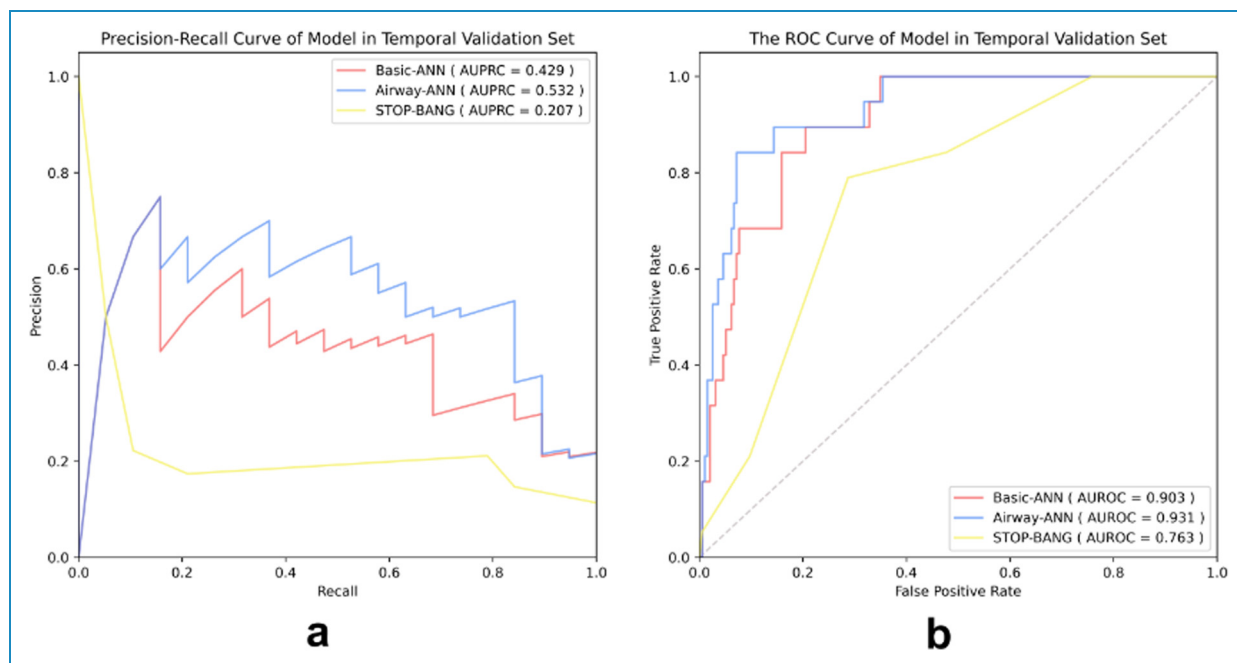 Precision-Recall Curve of Model in Temporal Validation Set
1.0
0.8
0.6
0.4
0.2
0.0
Precision
Basic-ANN ( AUPRC = 0.429 )
Airway-ANN ( AUPRC = 0.532 )
STOP-BANG ( AUPRC = 0.207 )
0.0 0.2 0.4 0.6 0.8 1.0
Recall
a
The ROC Curve of Model in Temporal Validation Set
1.0
0.8
0.6
0.4
0.2
0.0
True Positive Rate
Basic-ANN ( AUROC = 0.903 )
Airway-ANN ( AUROC = 0.931 )
STOP-BANG ( AUROC = 0.763 )
0.0 0.2 0.4 0.6 0.8 1.0
False Positive Rate
b